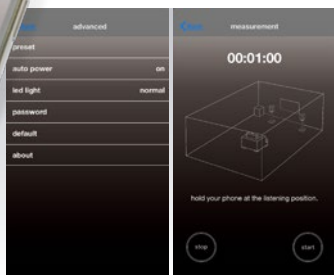 advanced
preset
auto power on
led light normal
password
default
about
measurement
00:01:00
hold your phone at the listening position.
stop
start